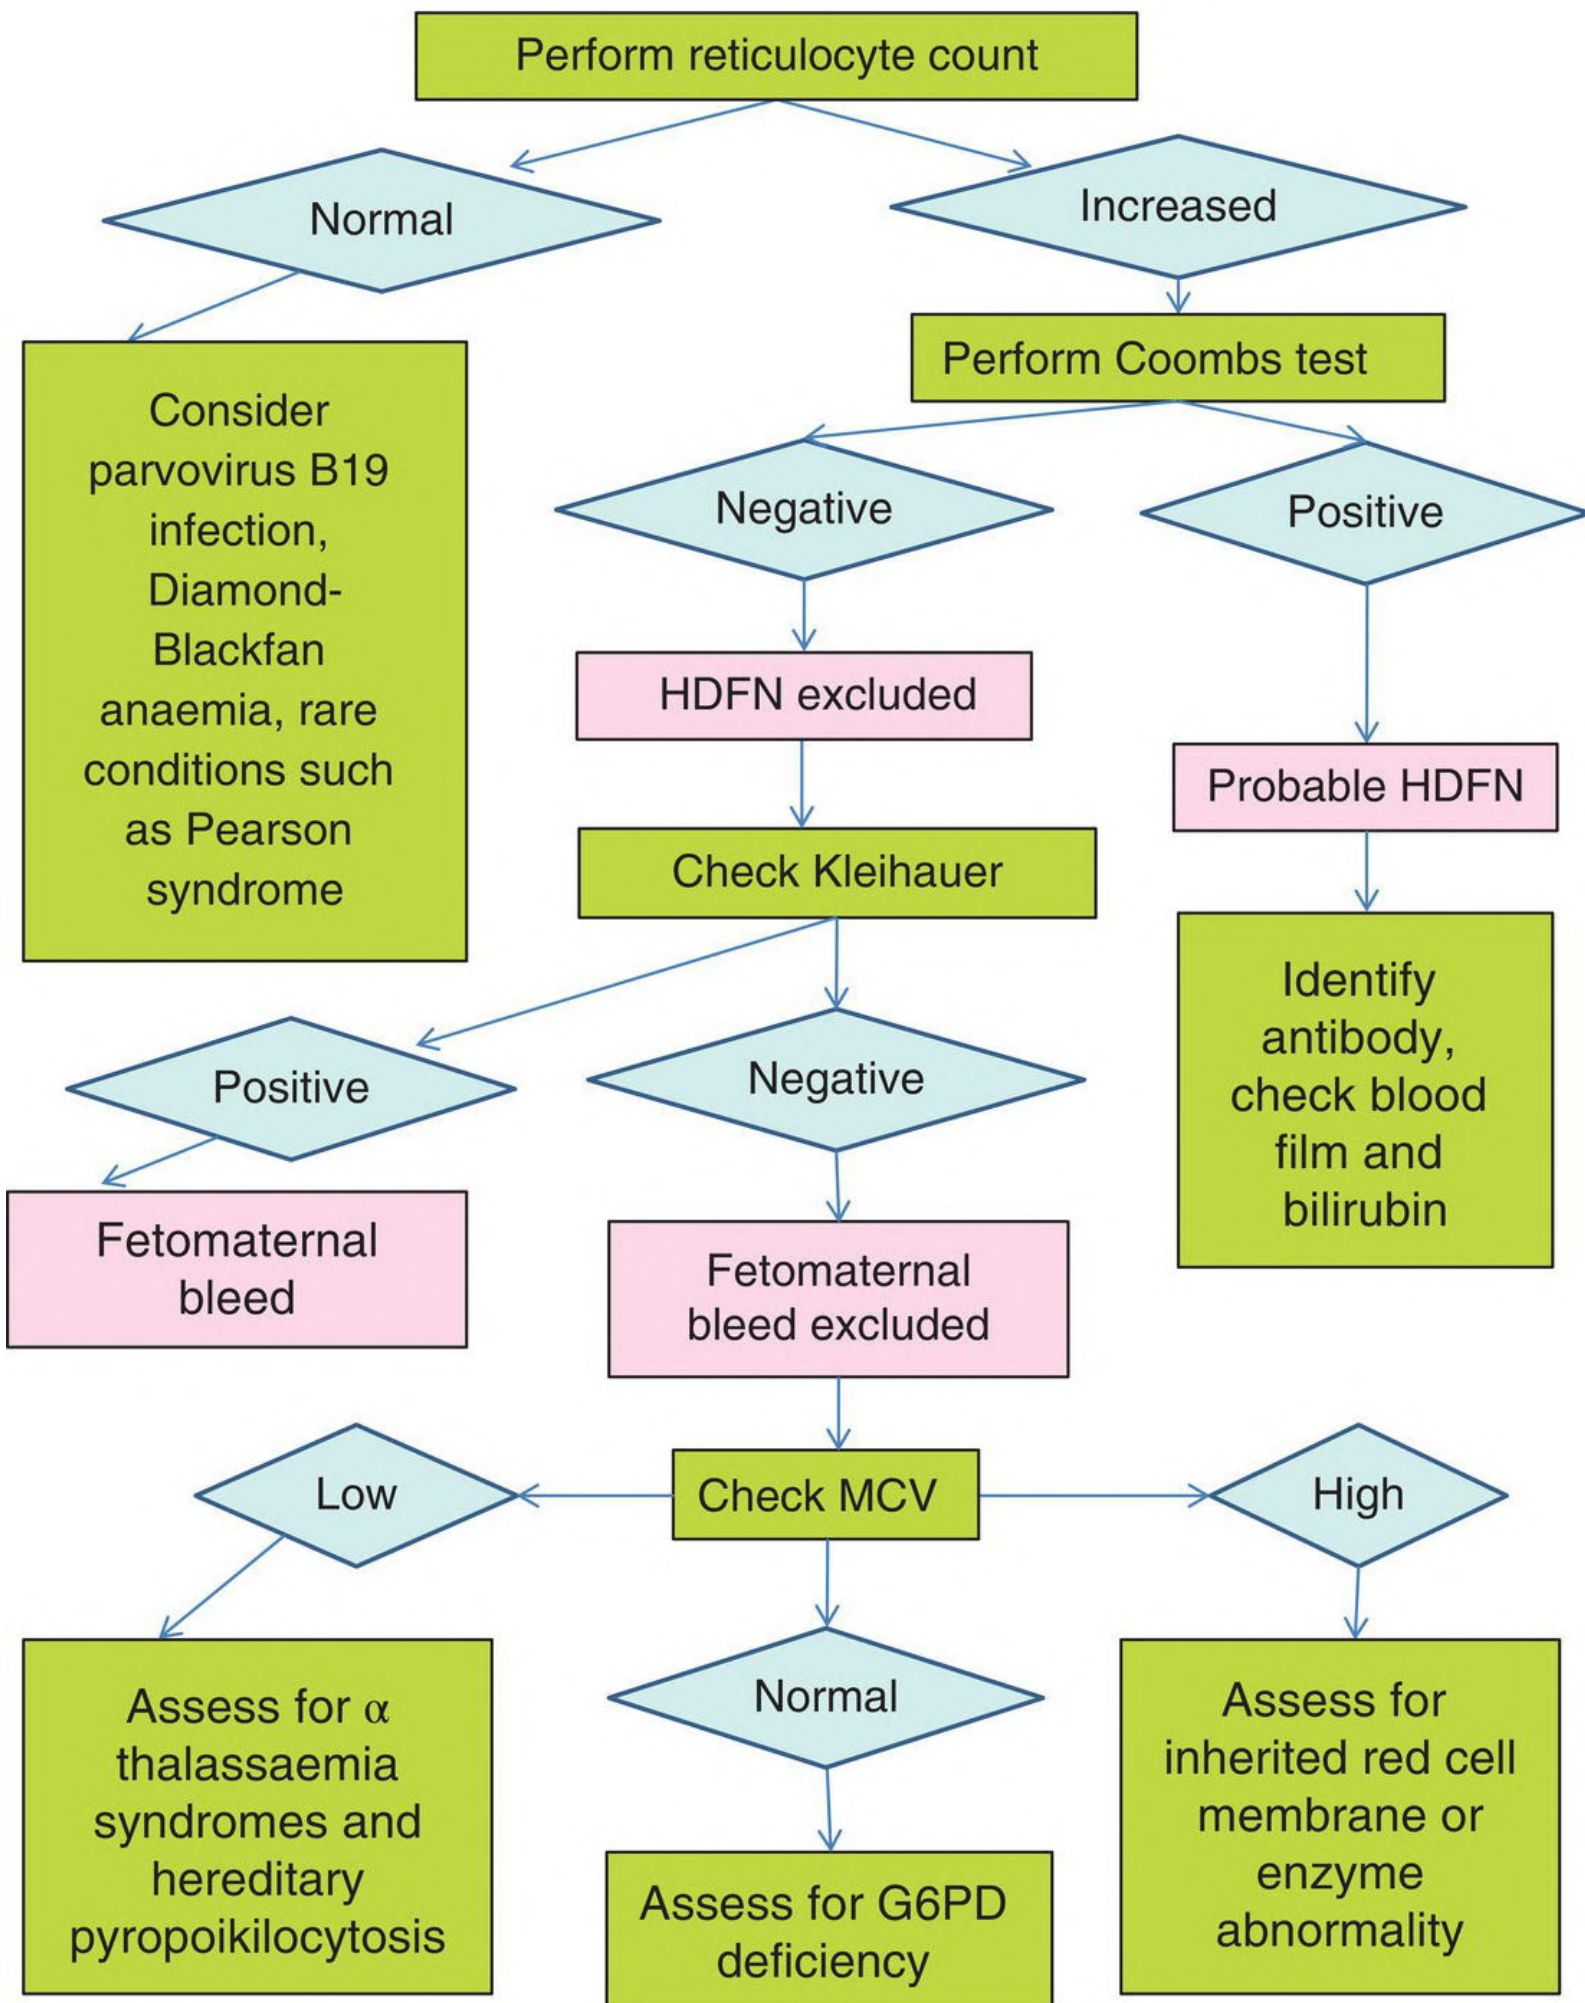 Perform reticulocyte count
Normal
Increased
Perform Coombs test
Consider
parvovirus B19
infection,
Diamond-
Blackfan
anaemia, rare
conditions such
as Pearson
syndrome
Negative
Positive
HDFN excluded
Probable HDFN
Check Kleihauer
Identify
antibody,
check blood
film and
bilirubin
Positive
Negative
Fetomaternal
bleed
Fetomaternal
bleed excluded
Low
Check MCV
High
Assess for α
thalassaemia
syndromes and
hereditary
pyropoikilocytosis
Normal
Assess for G6PD
deficiency
Assess for
inherited red cell
membrane or
enzyme
abnormality